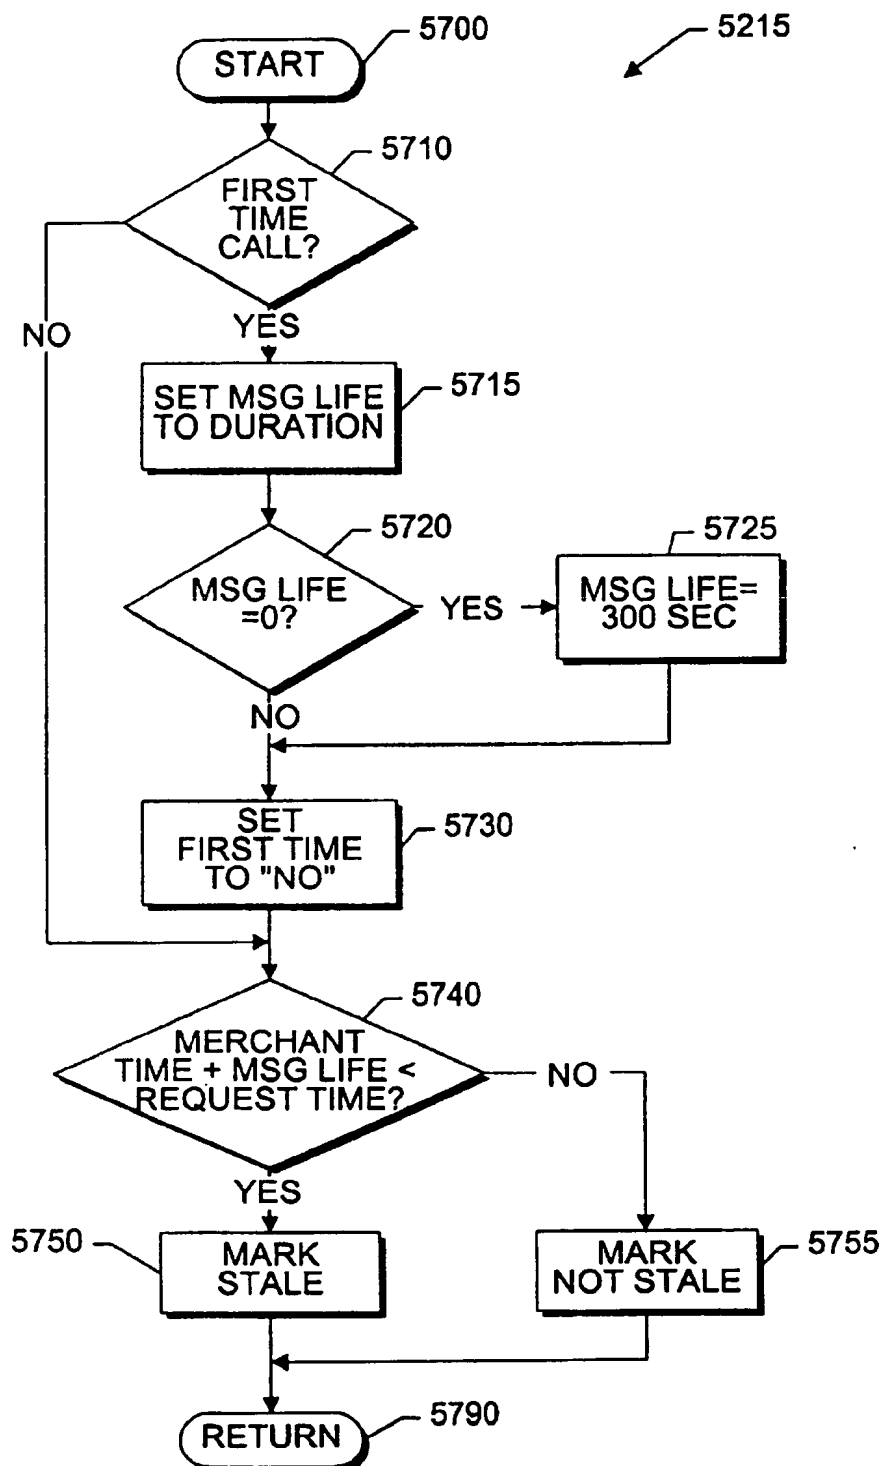 5700
5215
START
5710
FIRST
TIME
CALL?
NO
YES
5715
SET MSG LIFE
TO DURATION
5720
5725
MSG LIFE
=0?
YES
MSG LIFE=
300 SEC
NO
SET
FIRST TIME
TO "NO"
5730
5740
MERCHANT
TIME + MSG LIFE <
REQUEST TIME?
NO
YES
5750
MARK
STALE
MARK
NOT STALE
5755
5790
RETURN